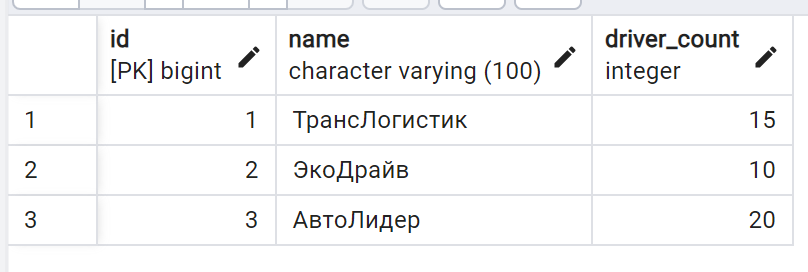 id name driver_count
[PK] bigint character varying (100) integer
1 1 ТрансЛогистик 15
2 2 ЭкоДрайв 10
3 3 АвтоЛидер 20